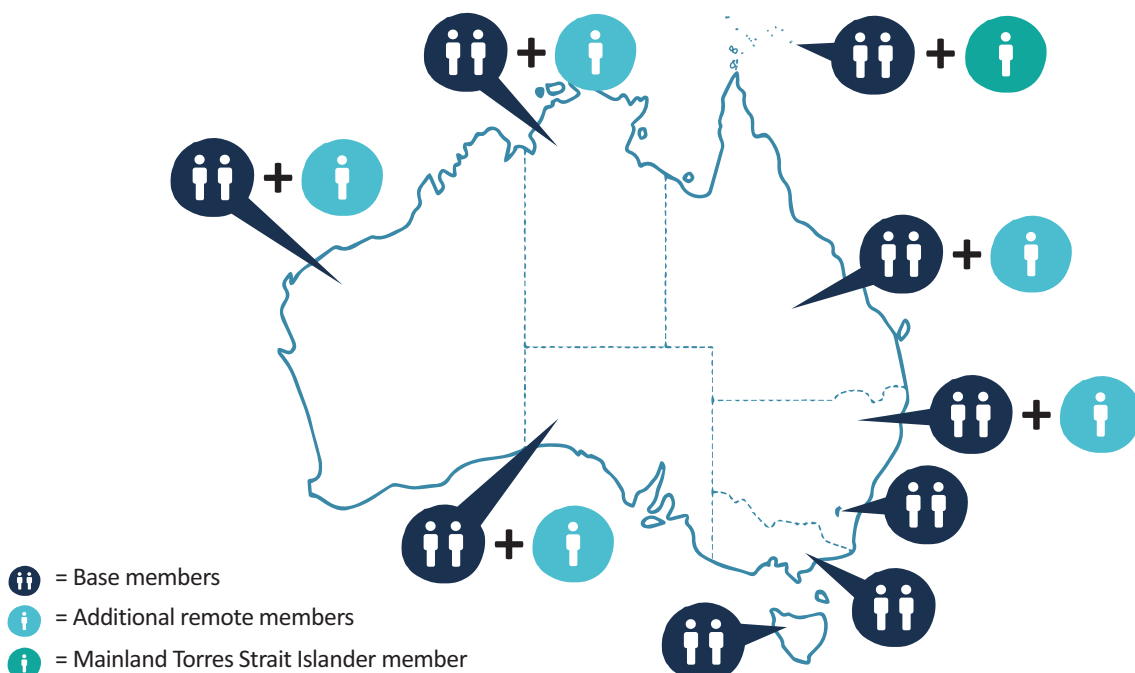 +
+
+
+
+
+
= Base members
= Additional remote members
= Mainland Torres Strait Islander member